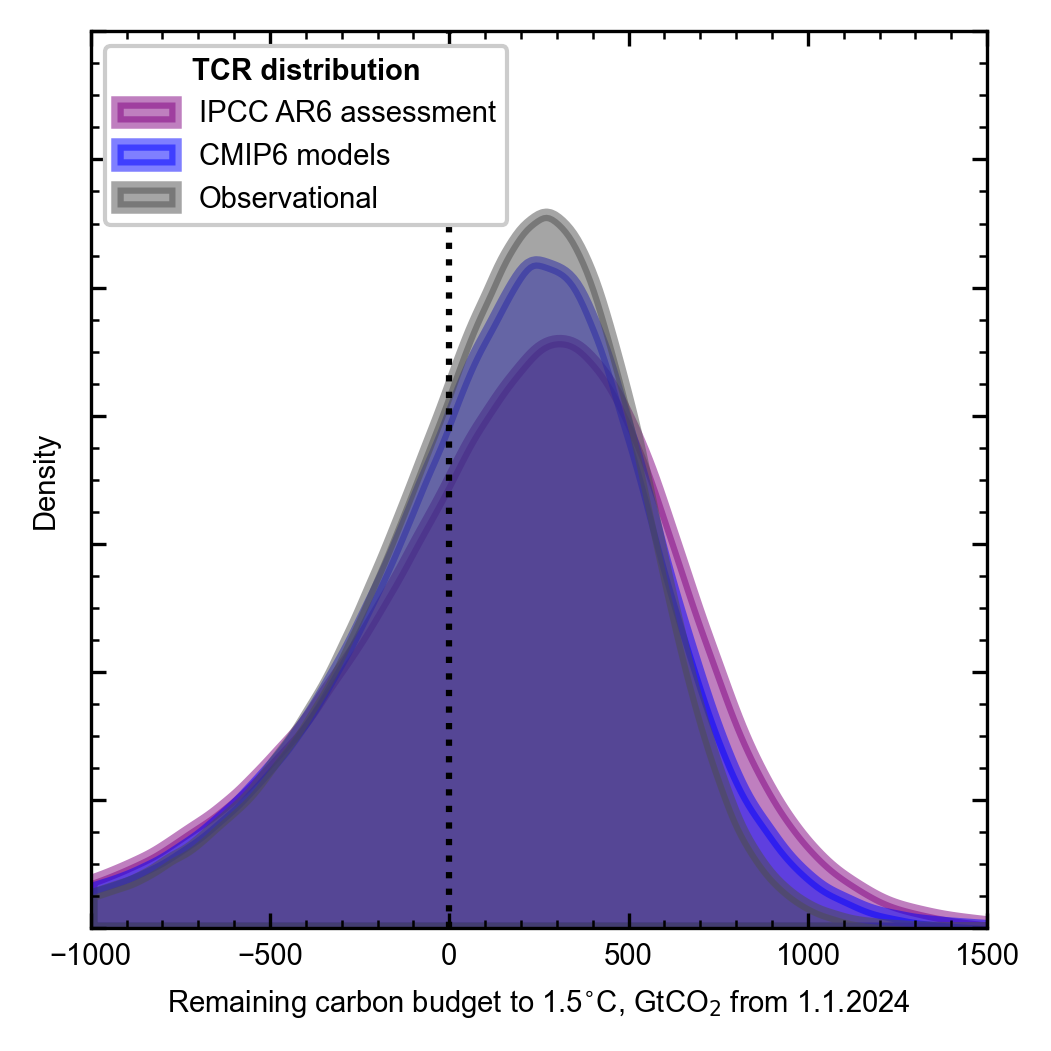 TCR distribution
IPCC AR6 assessment
CMIP6 models
Observational
Density
−1000 −500 0 500 1000 1500
Remaining carbon budget to 1.5°C, GtCO₂ from 1.1.2024